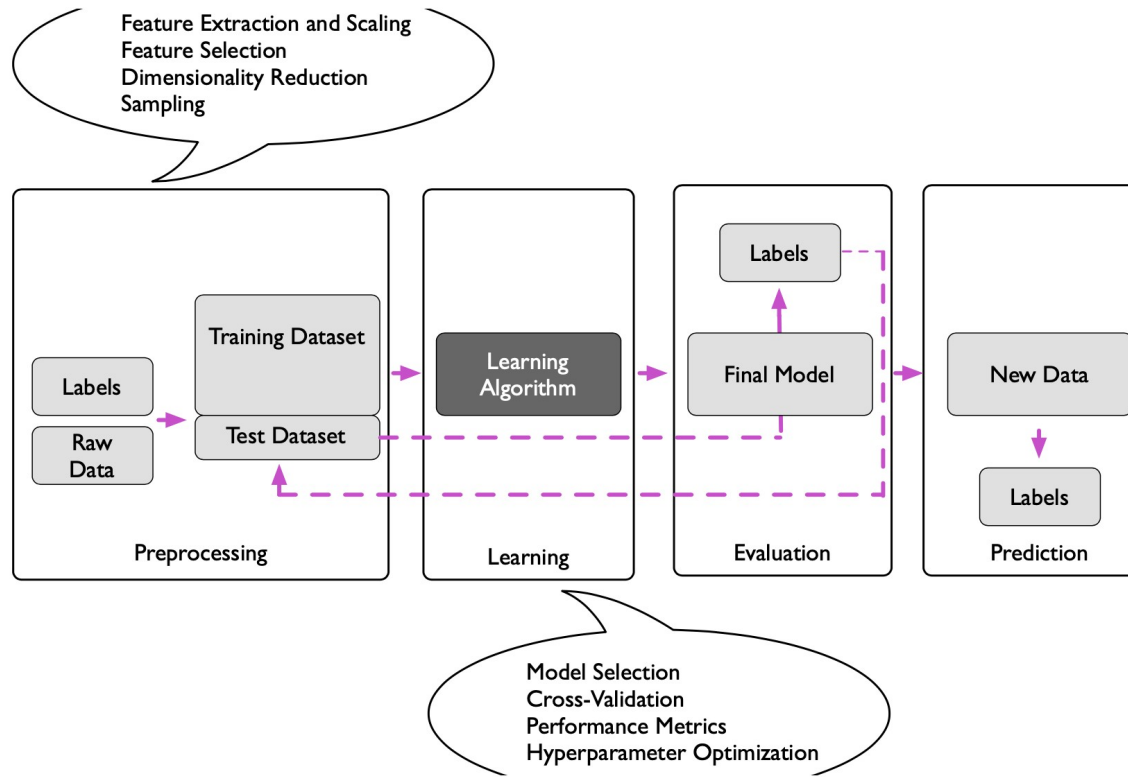 Feature Extraction and Scaling
Feature Selection
Dimensionality Reduction
Sampling
Labels
Raw
Data
Training Dataset
Test Dataset
Preprocessing
Learning
Algorithm
Learning
Labels
Final Model
Evaluation
New Data
Labels
Prediction
Model Selection
Cross-Validation
Performance Metrics
Hyperparameter Optimization